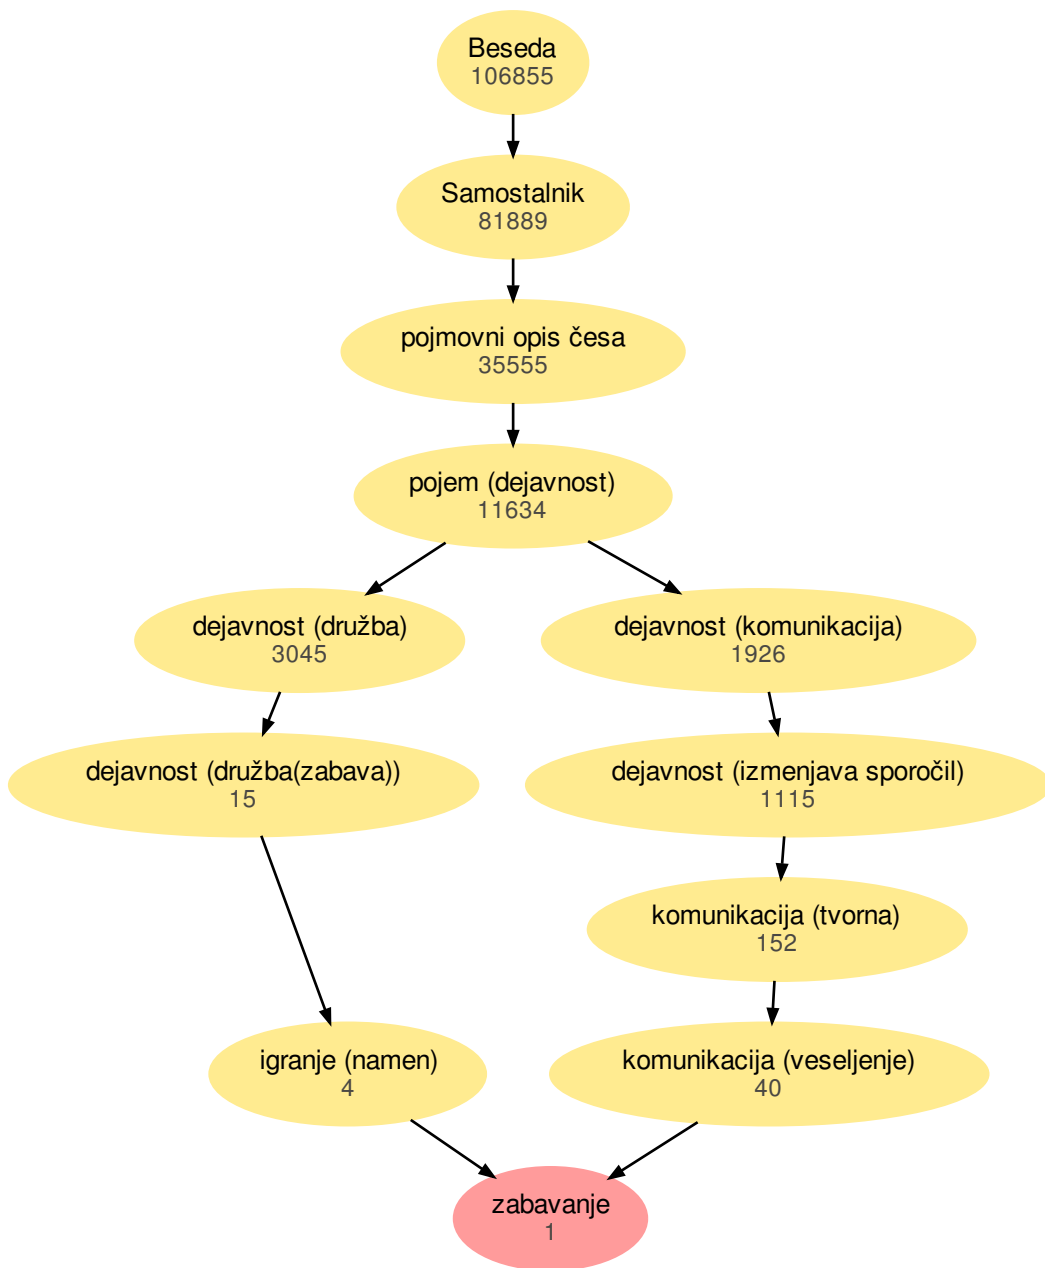 Beseda
106855
Samostalnik
81889
pojmovni opis česa
35555
pojem (dejavnost)
11634
dejavnost (družba)
3045
dejavnost (komunikacija)
1926
dejavnost (družba(zabava))
15
dejavnost (izmenjava sporočil)
1115
komunikacija (tvorna)
152
igranje (namen)
4
komunikacija (veseljenje)
40
zabavanje
1